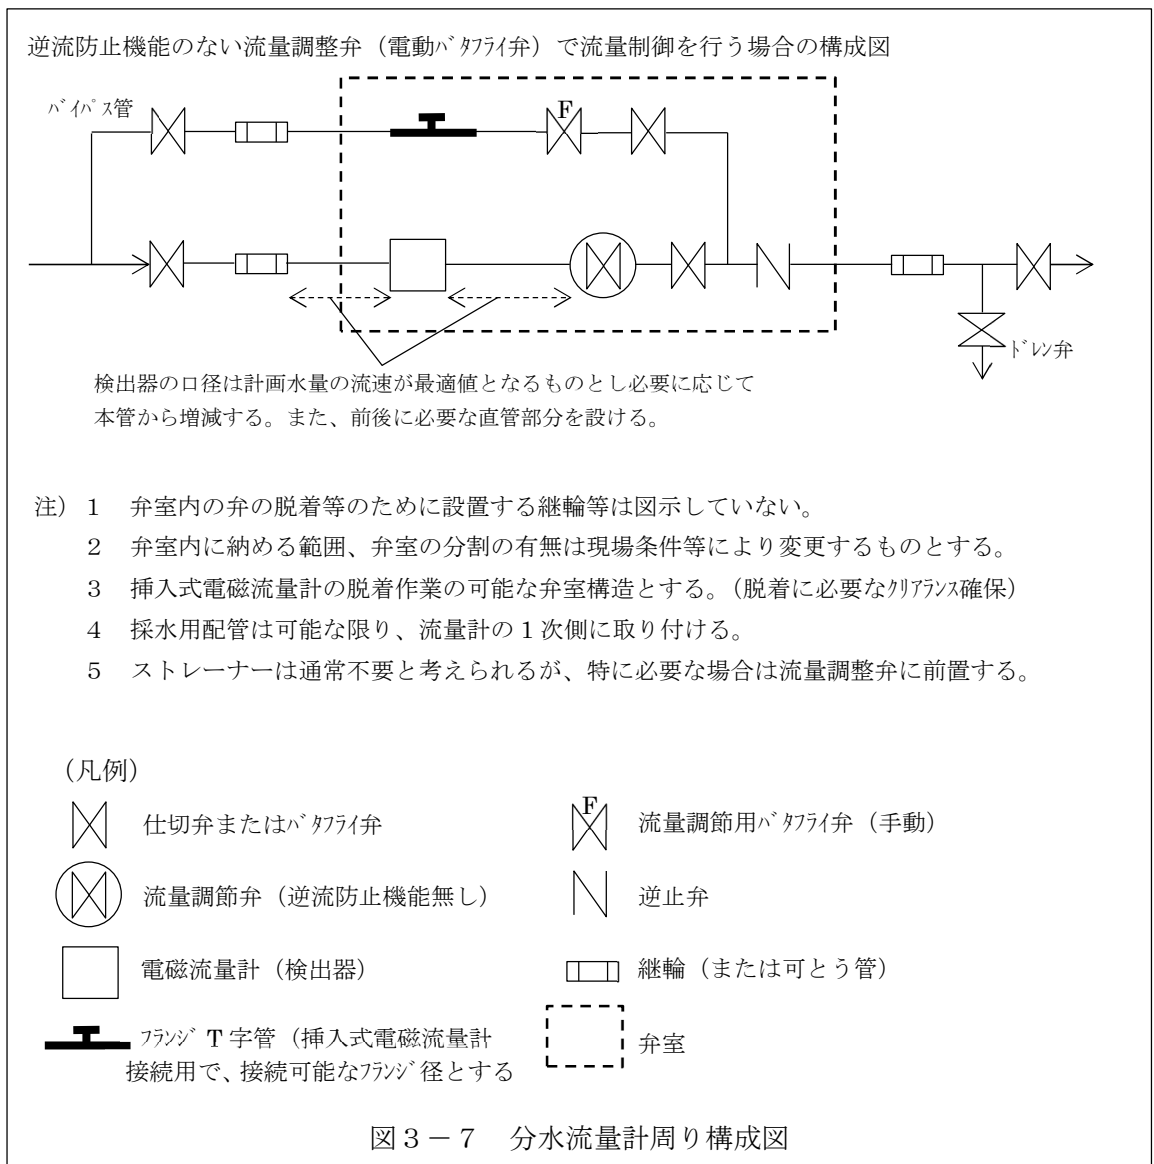 逆流防止機能のない流量調整弁（電動ﾊﾞﾀﾌﾗｲ弁）で流量制御を行う場合の構成図
ﾊﾞｲﾊﾟｽ管
F
ドﾚﾝ弁
検出器の口径は計画水量の流速が最適値となるものとし必要に応じて
本管から増減する。また、前後に必要な直管部分を設ける。
注）１　弁室内の弁の脱着等のために設置する継輪等は図示していない。
２　弁室内に納める範囲、弁室の分割の有無は現場条件等により変更するものとする。
３　挿入式電磁流量計の脱着作業の可能な弁室構造とする。（脱着に必要なｸﾘｱﾗﾝｽ確保）
４　採水用配管は可能な限り、流量計の１次側に取り付ける。
５　ストレーナーは通常不要と考えられるが、特に必要な場合は流量調整弁に前置する。
（凡例）
仕切弁またはﾊﾞﾀﾌﾗｲ弁
F
流量調節用ﾊﾞﾀﾌﾗｲ弁（手動）
流量調節弁（逆流防止機能無し）
逆止弁
電磁流量計（検出器）
継輪（または可とう管）
ﾌﾗﾝｼﾞ T 字管（挿入式電磁流量計
接続用で、接続可能なﾌﾗﾝｼﾞ径とする
弁室
図３－７　分水流量計周り構成図